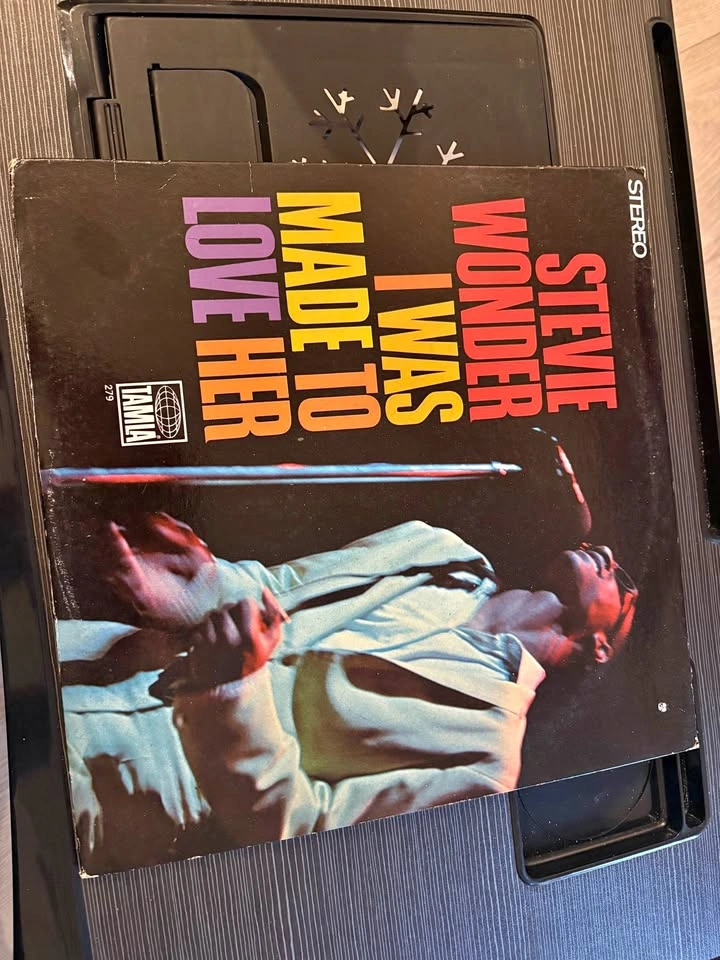 STEREO
STEVIE
WONDER
I WAS
MADE TO
LOVE HER
TAMLA
279